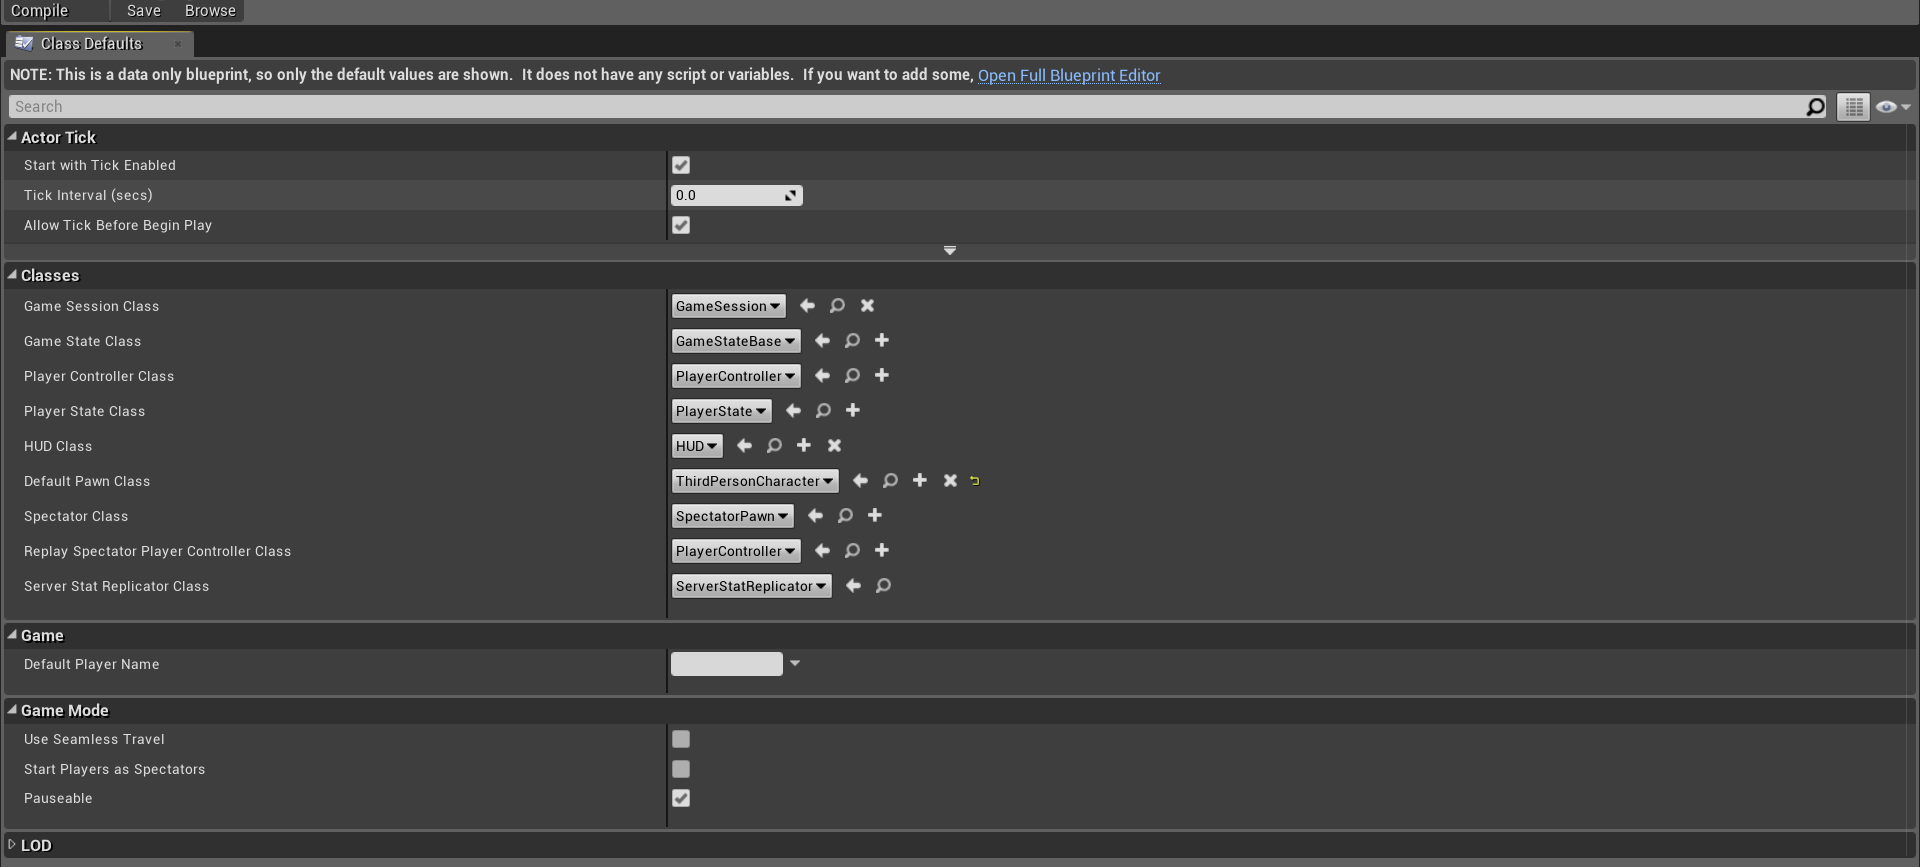 Compile Save Browse
Class Defaults
NOTE: This is a data only blueprint, so only the default values are shown.  It does not have any script or variables.  If you want to add some, Open Full Blueprint Editor
Search
Actor Tick
Start with Tick Enabled
Tick Interval (secs) 0.0
Allow Tick Before Begin Play
Classes
Game Session Class GameSession
Game State Class GameStateBase
Player Controller Class PlayerController
Player State Class PlayerState
HUD Class HUD
Default Pawn Class ThirdPersonCharacter
Spectator Class SpectatorPawn
Replay Spectator Player Controller Class PlayerController
Server Stat Replicator Class ServerStatReplicator
Game
Default Player Name
Game Mode
Use Seamless Travel
Start Players as Spectators
Pauseable
LOD